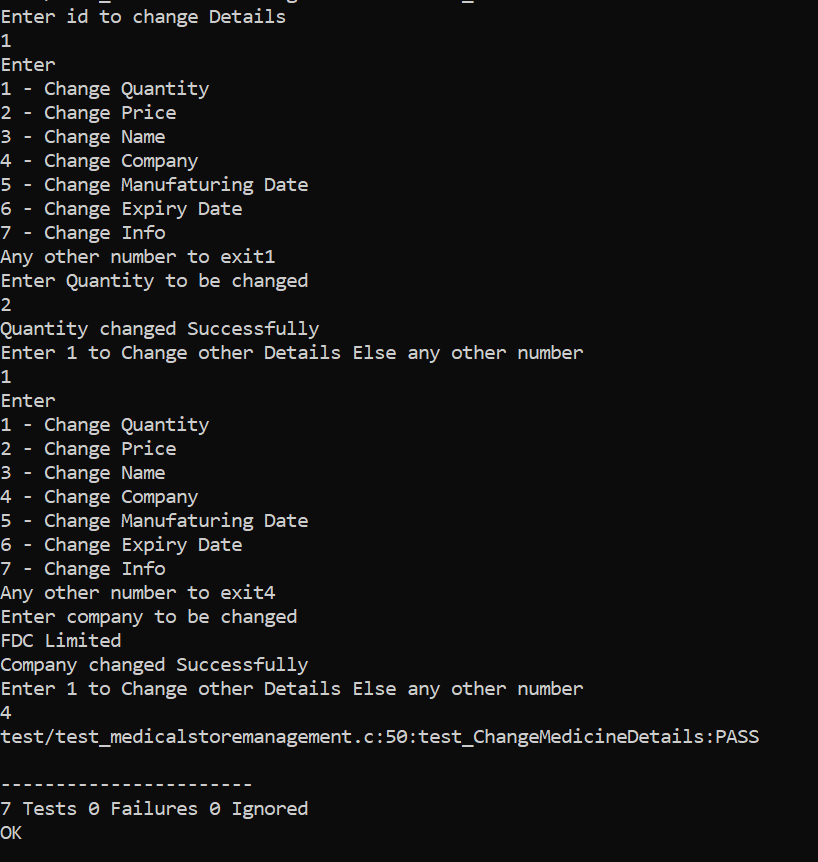 Enter id to change Details
1
Enter
1 - Change Quantity
2 - Change Price
3 - Change Name
4 - Change Company
5 - Change Manufaturing Date
6 - Change Expiry Date
7 - Change Info
Any other number to exit1
Enter Quantity to be changed
2
Quantity changed Successfully
Enter 1 to Change other Details Else any other number
1
Enter
1 - Change Quantity
2 - Change Price
3 - Change Name
4 - Change Company
5 - Change Manufaturing Date
6 - Change Expiry Date
7 - Change Info
Any other number to exit4
Enter company to be changed
FDC Limited
Company changed Successfully
Enter 1 to Change other Details Else any other number
4
test/test_medicalstoremanagement.c:50:test_ChangeMedicineDetails:PASS
-----------------------
7 Tests 0 Failures 0 Ignored
OK